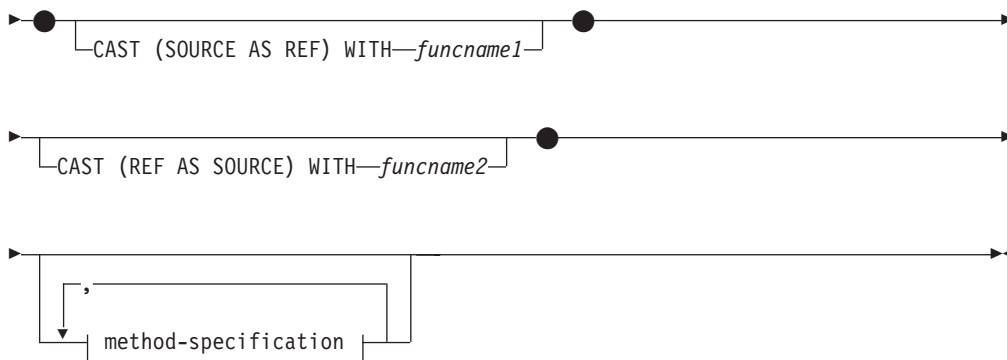 CAST (SOURCE AS REF) WITH funcname1
CAST (REF AS SOURCE) WITH funcname2
,
method-specification